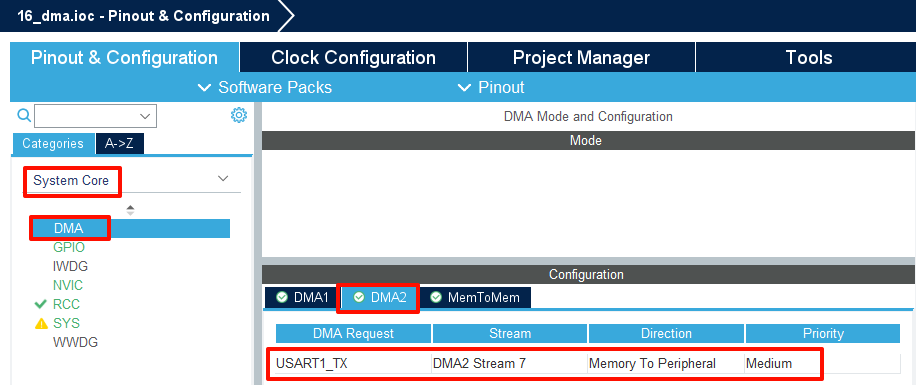 16_dma.ioc - Pinout & Configuration
Pinout & Configuration
Clock Configuration
Project Manager
Tools
Software Packs
Pinout
Categories
A->Z
System Core
DMA
GPIO
IWDG
NVIC
RCC
SYS
WWDG
DMA Mode and Configuration
Mode
Configuration
DMA1
DMA2
MemToMem
DMA Request Stream Direction Priority
USART1_TX DMA2 Stream 7 Memory To Peripheral Medium